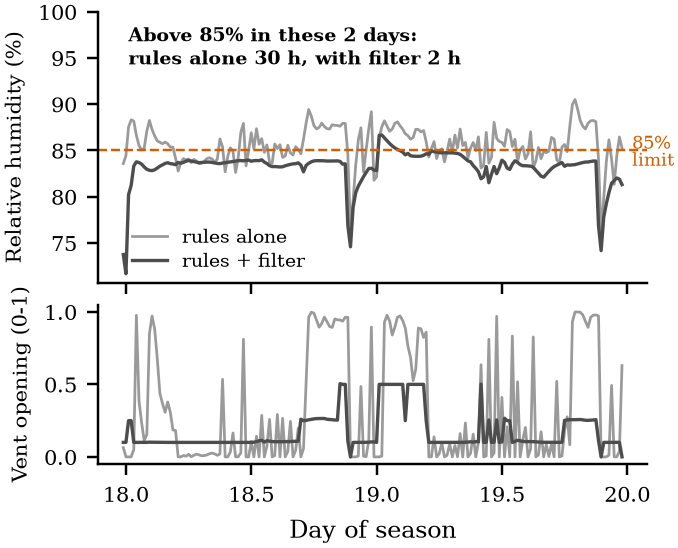 Above 85% in these 2 days:
rules alone 30 h, with filter 2 h
Relative humidity (%)
100
95
90
85
80
75
85%
limit
rules alone
rules + filter
Vent opening (0-1)
1.0
0.5
0.0
18.0
18.5
19.0
19.5
20.0
Day of season